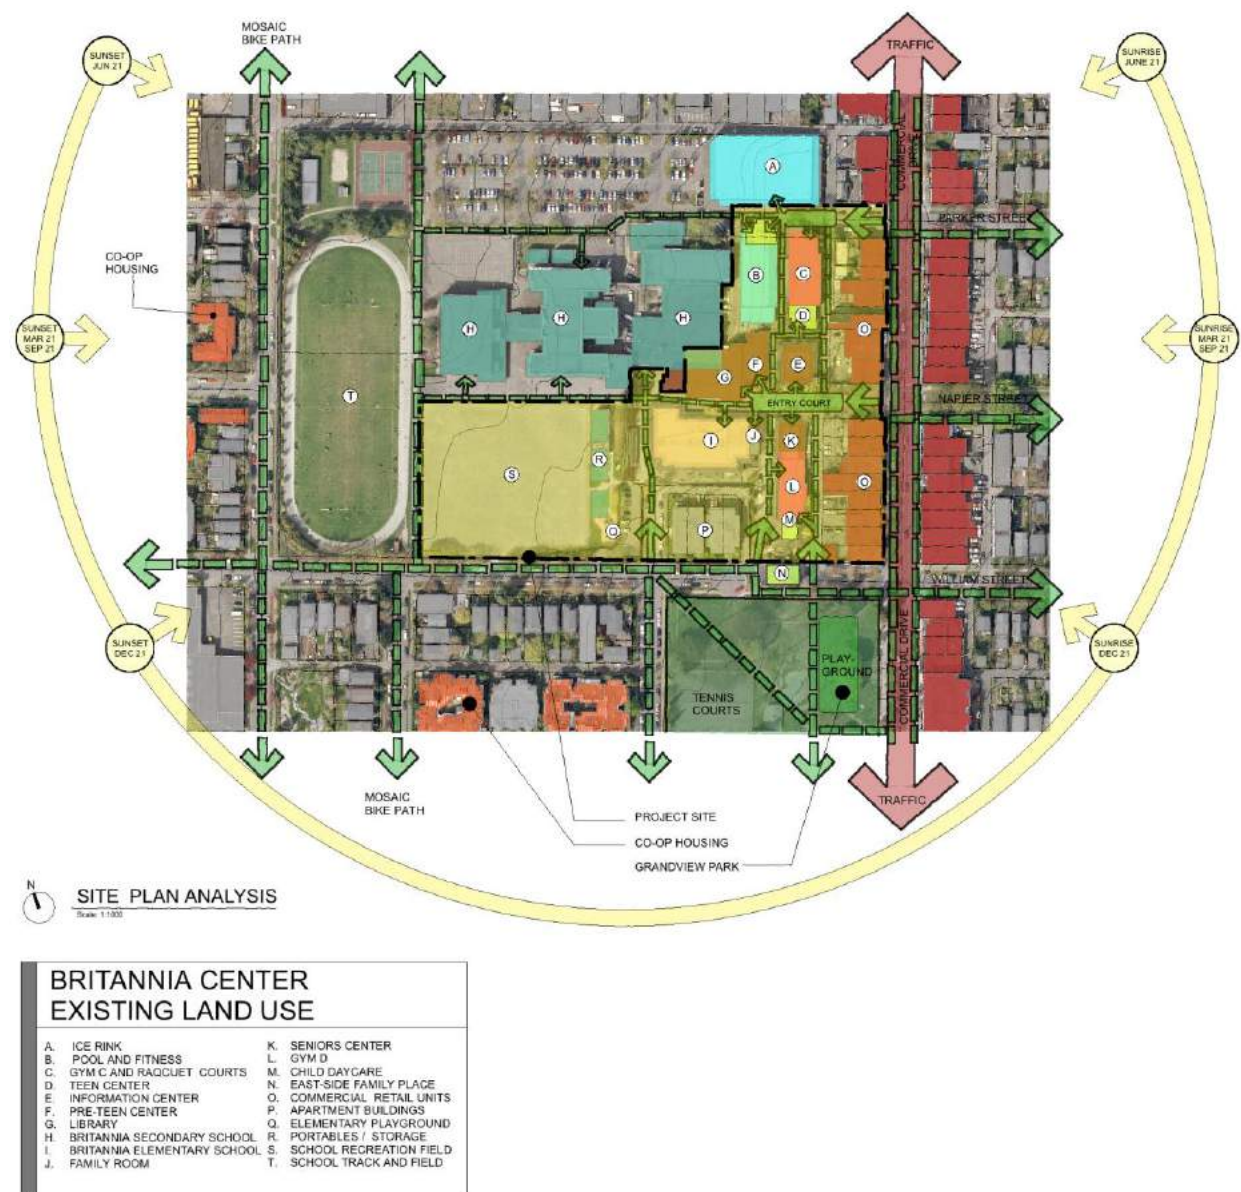 MOSAIC
BIKE PATH
TRAFFIC
SUNSET
JUN 21
SUNRISE
JUNE 21
COMMERCIAL
DRIVE
A
PARKER STREET
CO-OP
HOUSING
B
C
D
SUNSET
MAR 21
SEP 21
H
H
H
O
SUNRISE
MAR 21
SEP 21
F
E
G
T
ENTRY COURT
NAPIER STREET
J
I
K
R
S
L
O
M
Q
P
N
WILLIAM STREET
SUNSET
DEC 21
SUNRISE
DEC 21
PLAY-
GROUND
TENNIS
COURTS
COMMERCIAL DRIVE
MOSAIC
BIKE PATH
TRAFFIC
PROJECT SITE
CO-OP HOUSING
GRANDVIEW PARK
N
SITE PLAN ANALYSIS
Scale: 1:1000
BRITANNIA CENTER
EXISTING LAND USE
A. ICE RINK
B. POOL AND FITNESS
C. GYM C AND RAQCUET COURTS
D. TEEN CENTER
E. INFORMATION CENTER
F. PRE-TEEN CENTER
G. LIBRARY
H. BRITANNIA SECONDARY SCHOOL
I. BRITANNIA ELEMENTARY SCHOOL
J. FAMILY ROOM
K. SENIORS CENTER
L. GYM D
M. CHILD DAYCARE
N. EAST-SIDE FAMILY PLACE
O. COMMERCIAL RETAIL UNITS
P. APARTMENT BUILDINGS
Q. ELEMENTARY PLAYGROUND
R. PORTABLES / STORAGE
S. SCHOOL RECREATION FIELD
T. SCHOOL TRACK AND FIELD